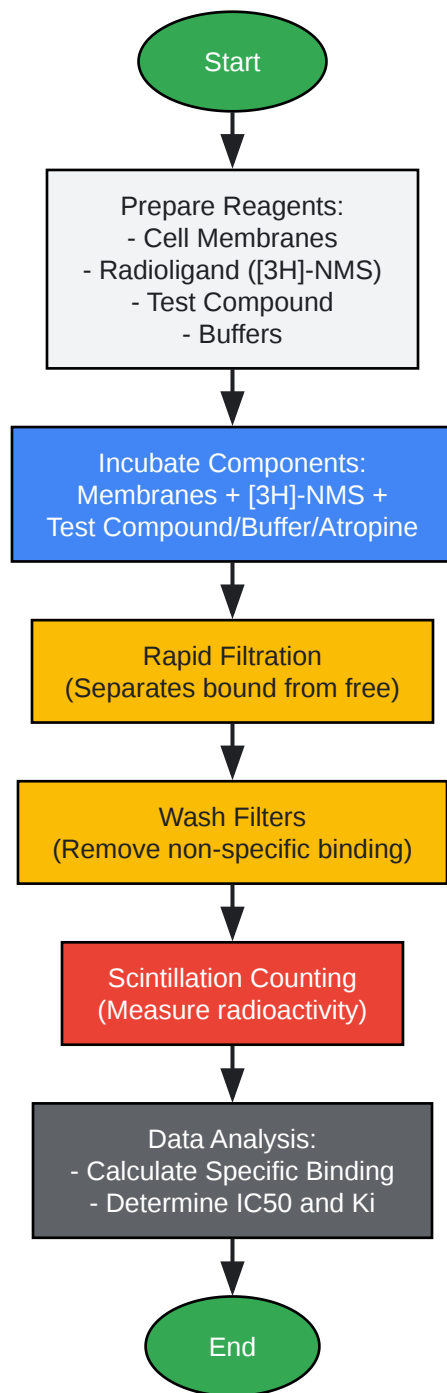 Start
Prepare Reagents:
- Cell Membranes
- Radioligand ([3H]-NMS)
- Test Compound
- Buffers
Incubate Components:
Membranes + [3H]-NMS +
Test Compound/Buffer/Atropine
Rapid Filtration
(Separates bound from free)
Wash Filters
(Remove non-specific binding)
Scintillation Counting
(Measure radioactivity)
Data Analysis:
- Calculate Specific Binding
- Determine IC50 and Ki
End